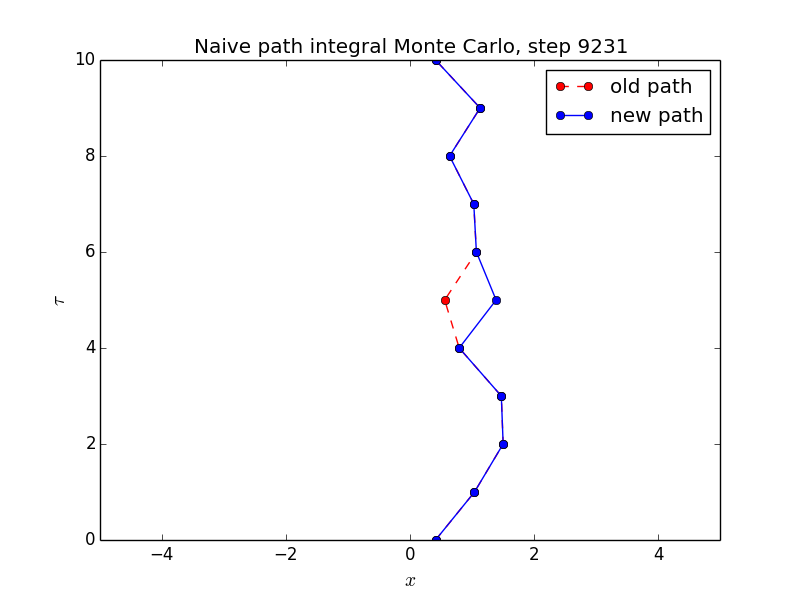 Naive path integral Monte Carlo, step 9231
10
old path
new path
8
6
τ
4
2
0
−4 −2 0 2 4
x